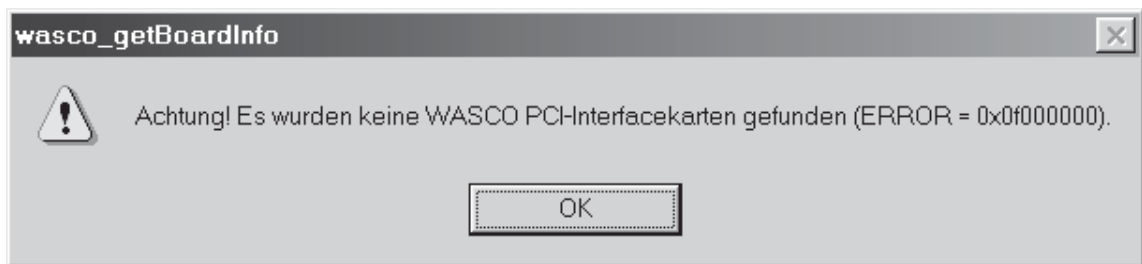 wasco_getBoardInfo
Achtung! Es wurden keine WASCO PCI-Interfacekarten gefunden (ERROR = 0x0f000000).
OK